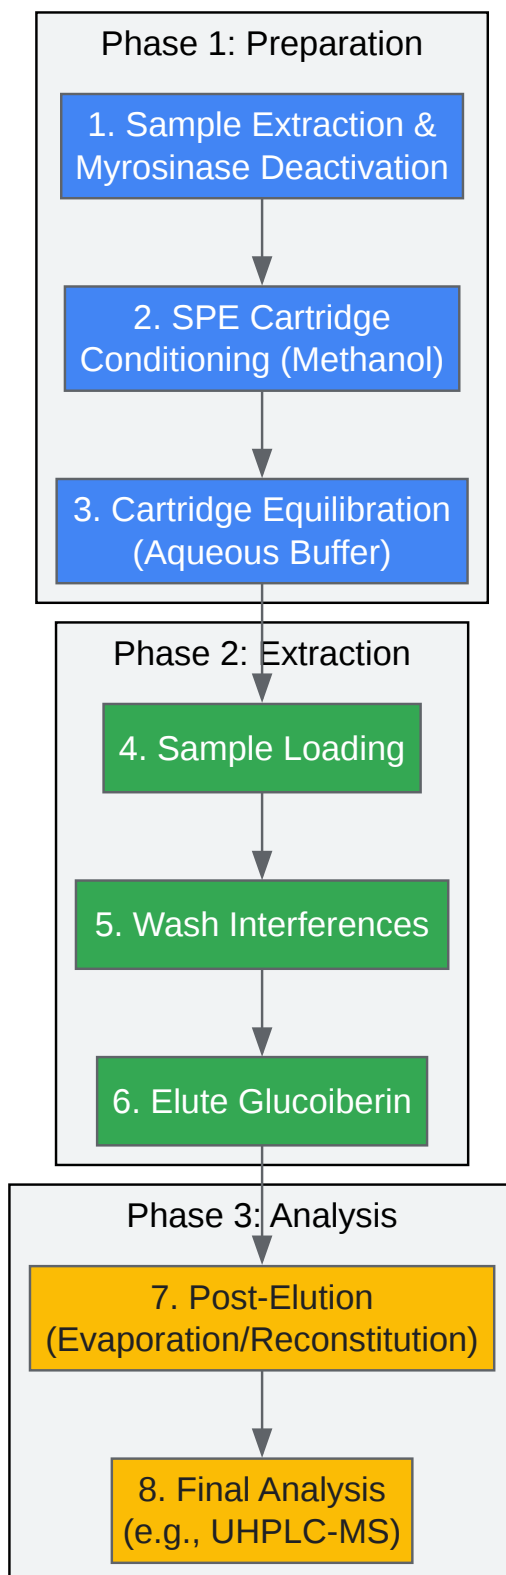 Phase 1: Preparation
1. Sample Extraction &
Myrosinase Deactivation
2. SPE Cartridge
Conditioning (Methanol)
3. Cartridge Equilibration
(Aqueous Buffer)
Phase 2: Extraction
4. Sample Loading
5. Wash Interferences
6. Elute Glucoiberin
Phase 3: Analysis
7. Post-Elution
(Evaporation/Reconstitution)
8. Final Analysis
(e.g., UHPLC-MS)